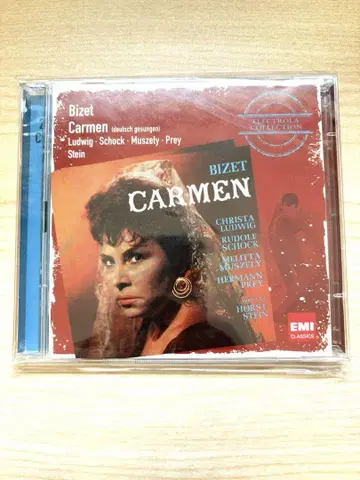 Bizet
Carmen (deutsch gesungen)
Ludwig · Schock · Muszely · Prey
Stein
ELECTROLA
COLLECTION
BIZET
CARMEN
CHRISTA
LUDWIG
RUDOLF
SCHOCK
MELITTA
MUSZELY
HERMANN
PREY
HORST
STEIN
EMI
CLASSICS